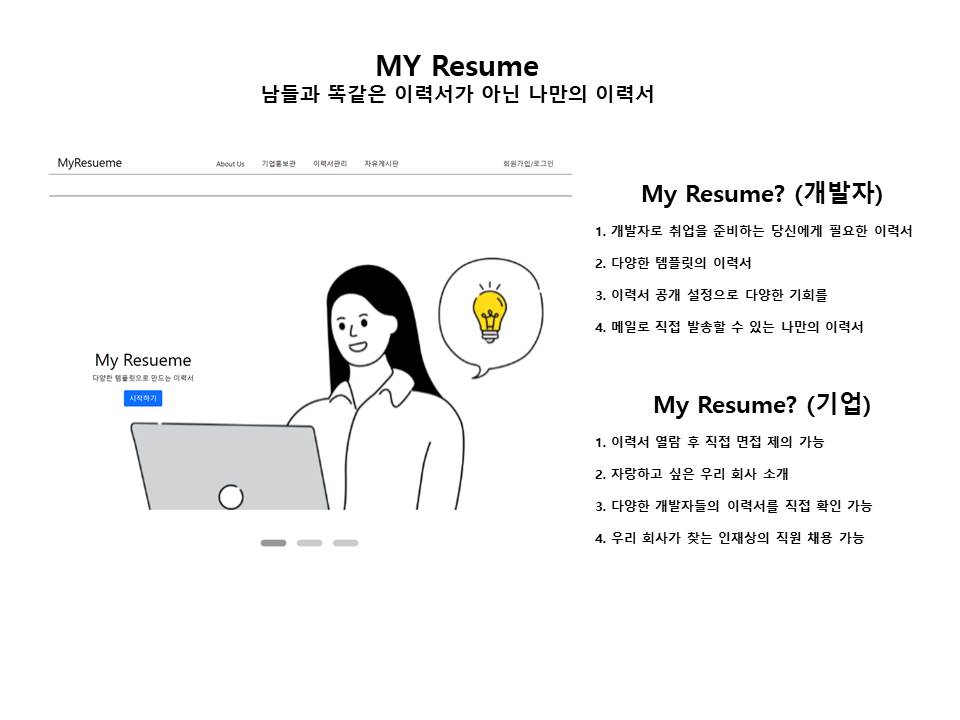 MY Resume
남들과 똑같은 이력서가 아닌 나만의 이력서
MyResueme
About Us 기업홍보관 이력서관리 자유게시판 회원가입/로그인
My Resueme
다양한 템플릿으로 만드는 이력서
시작하기
My Resume? (개발자)
1. 개발자로 취업을 준비하는 당신에게 필요한 이력서
2. 다양한 템플릿의 이력서
3. 이력서 공개 설정으로 다양한 기회를
4. 메일로 직접 발송할 수 있는 나만의 이력서
My Resume? (기업)
1. 이력서 열람 후 직접 면접 제의 가능
2. 자랑하고 싶은 우리 회사 소개
3. 다양한 개발자들의 이력서를 직접 확인 가능
4. 우리 회사가 찾는 인재상의 직원 채용 가능